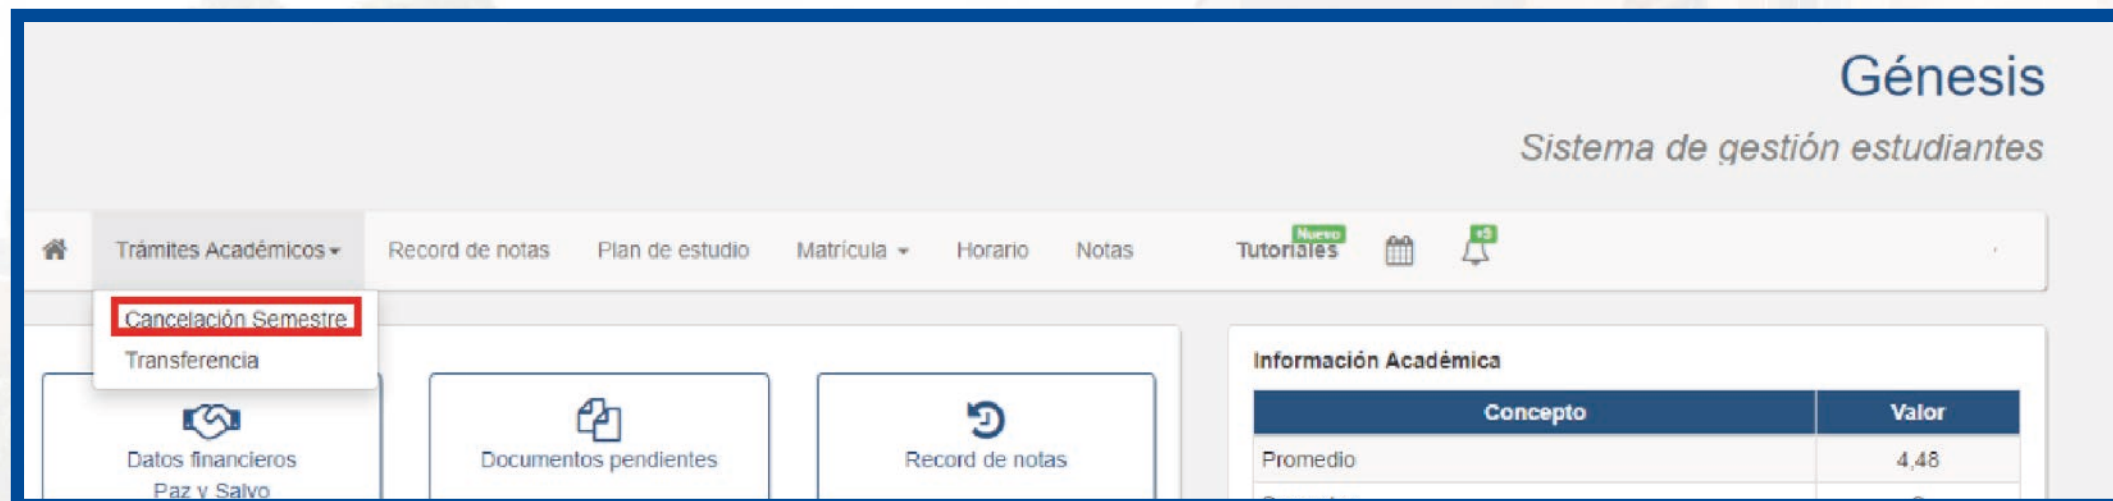 Génesis
Sistema de gestión estudiantes
Trámites Académicos Record de notas Plan de estudio Matrícula Horario Notas Tutoriales Nuevo +9
Cancelación Semestre
Transferencia
Datos financieros
Paz y Salvo
Documentos pendientes
Record de notas
Información Académica
Concepto Valor
Promedio 4,48